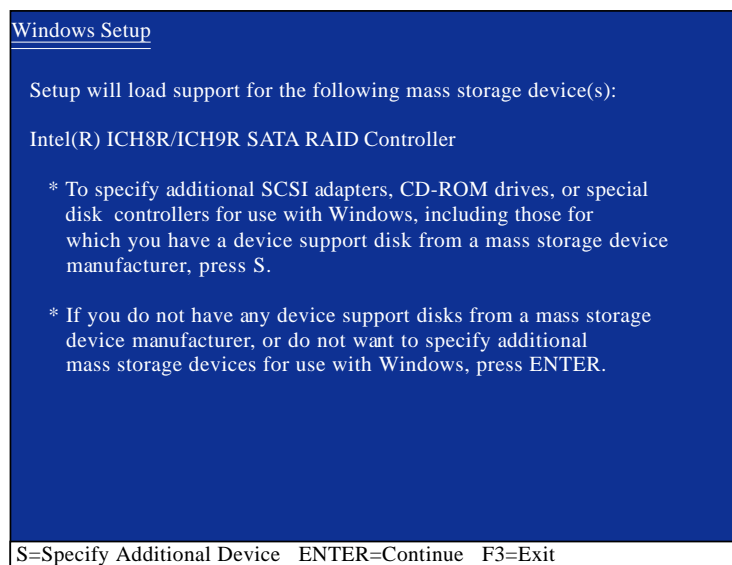 Windows Setup
Setup will load support for the following mass storage device(s):
Intel(R) ICH8R/ICH9R SATA RAID Controller
* To specify additional SCSI adapters, CD-ROM drives, or special
disk controllers for use with Windows, including those for
which you have a device support disk from a mass storage device
manufacturer, press S.
* If you do not have any device support disks from a mass storage
device manufacturer, or do not want to specify additional
mass storage devices for use with Windows, press ENTER.
S=Specify Additional Device ENTER=Continue F3=Exit